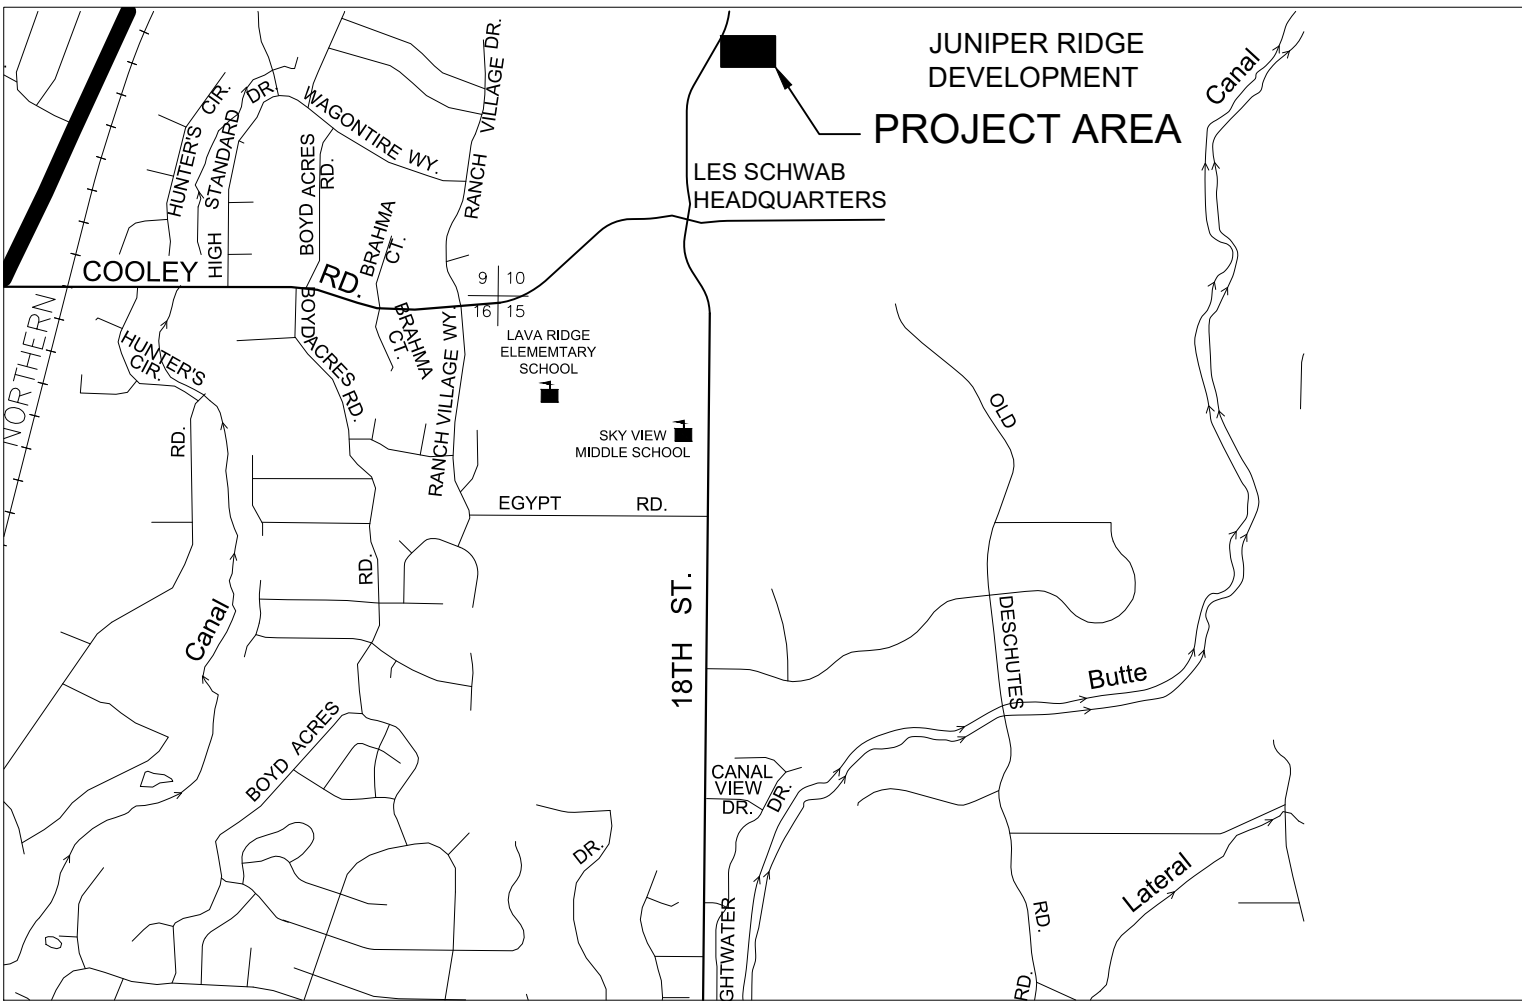 JUNIPER RIDGE
DEVELOPMENT
PROJECT AREA
Canal
LES SCHWAB
HEADQUARTERS
HUNTER'S CIR.
HIGH STANDARD DR.
WAGONTIRE WY.
RANCH VILLAGE DR.
BOYD ACRES
RD.
BRAHMA
CT.
COOLEY RD.
9 10
16 15
NORTHERN
HUNTER'S
CIR.
BOYD ACRES RD.
BRAHMA
CT.
RANCH VILLAGE WY.
LAVA RIDGE
ELEMEMTARY
SCHOOL
SKY VIEW
MIDDLE SCHOOL
RD.
EGYPT RD.
OLD
DESCHUTES
RD.
RD.
RD.
Canal
18TH ST.
Butte
BOYD ACRES
CANAL
VIEW
DR.
DR.
DR.
Lateral
GHTWATER